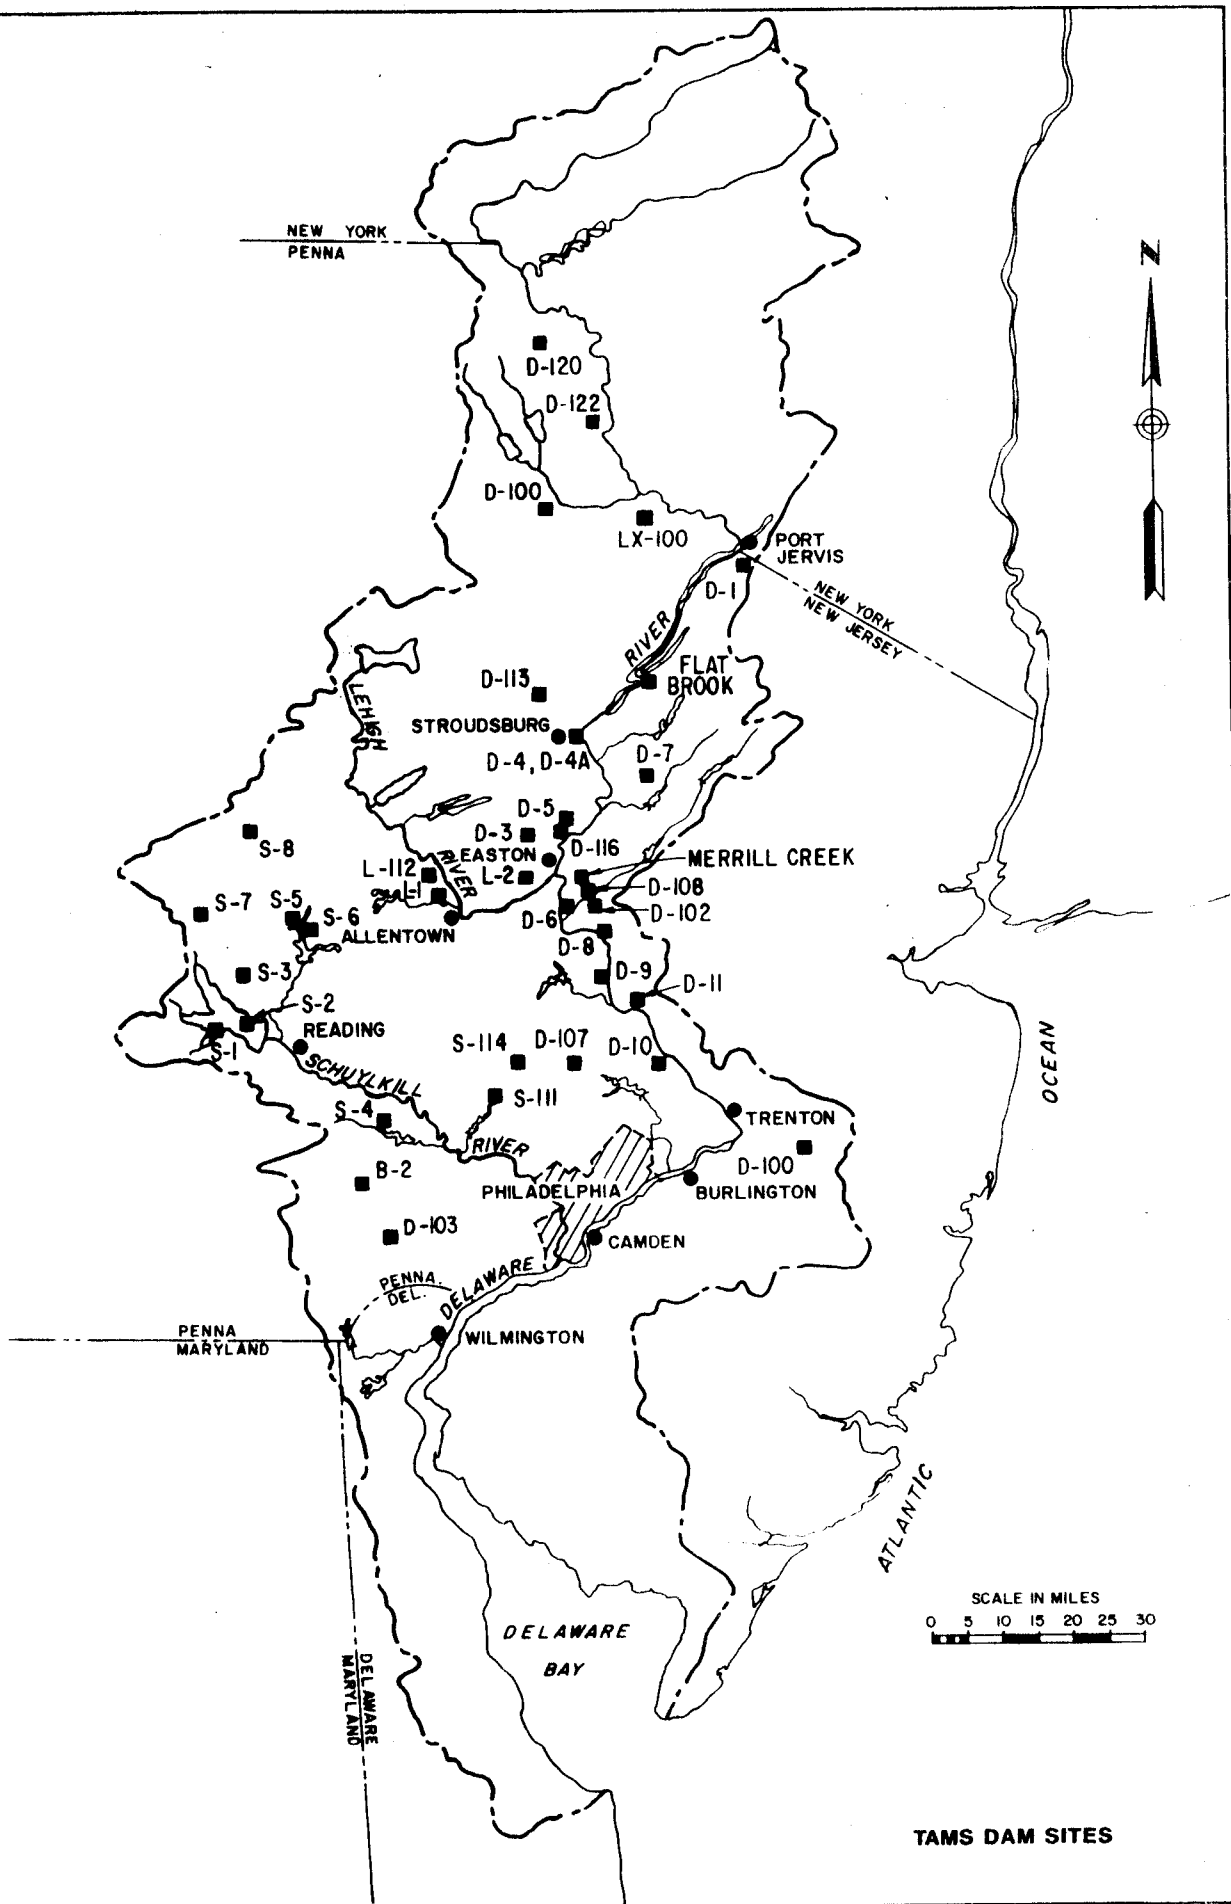 NEW YORK
PENNA
N
D-120
D-122
D-100
LX-100
PORT
JERVIS
D-1
NEW YORK
NEW JERSEY
RIVER
FLAT
BROOK
D-113
LEHIGH
STROUDSBURG
D-4, D-4A
D-7
D-5
D-3
D-116
S-8
EASTON
MERRILL CREEK
L-112
RIVER
L-2
L-1
D-108
S-7
S-5
S-6
D-6
D-102
ALLENTOWN
D-8
S-3
D-9
D-11
S-2
READING
S-1
S-114
D-107
D-10
OCEAN
SCHUYLKILL
S-111
S-4
TRENTON
RIVER
D-100
B-2
PHILADELPHIA
BURLINGTON
D-103
CAMDEN
PENNA.
DEL.
DELAWARE
PENNA
MARYLAND
WILMINGTON
ATLANTIC
SCALE IN MILES
0 5 10 15 20 25 30
DELAWARE
BAY
DELAWARE
MARYLAND
TAMS DAM SITES